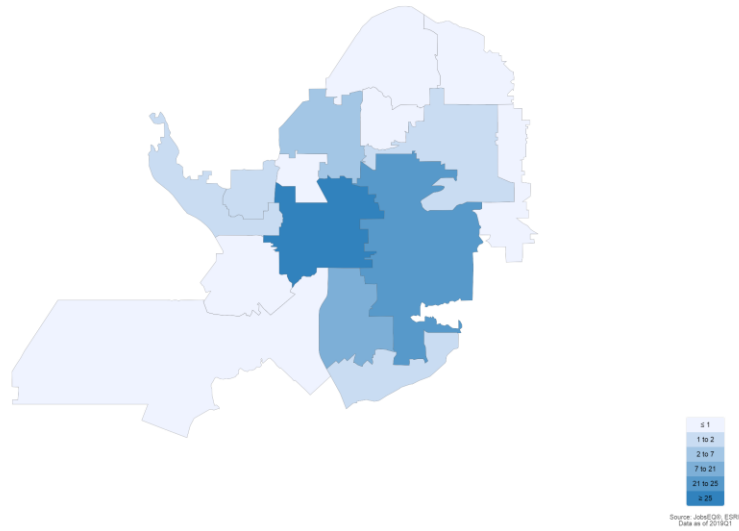 ≤ 1
1 to 2
2 to 7
7 to 21
21 to 25
≥ 25
Source: JobsEQ®, ESRI
Data as of 2019Q1